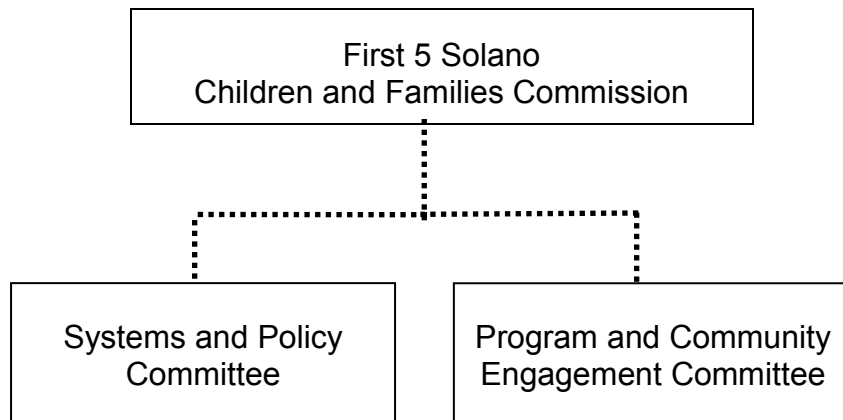 First 5 Solano
Children and Families Commission
Systems and Policy
Committee
Program and Community
Engagement Committee